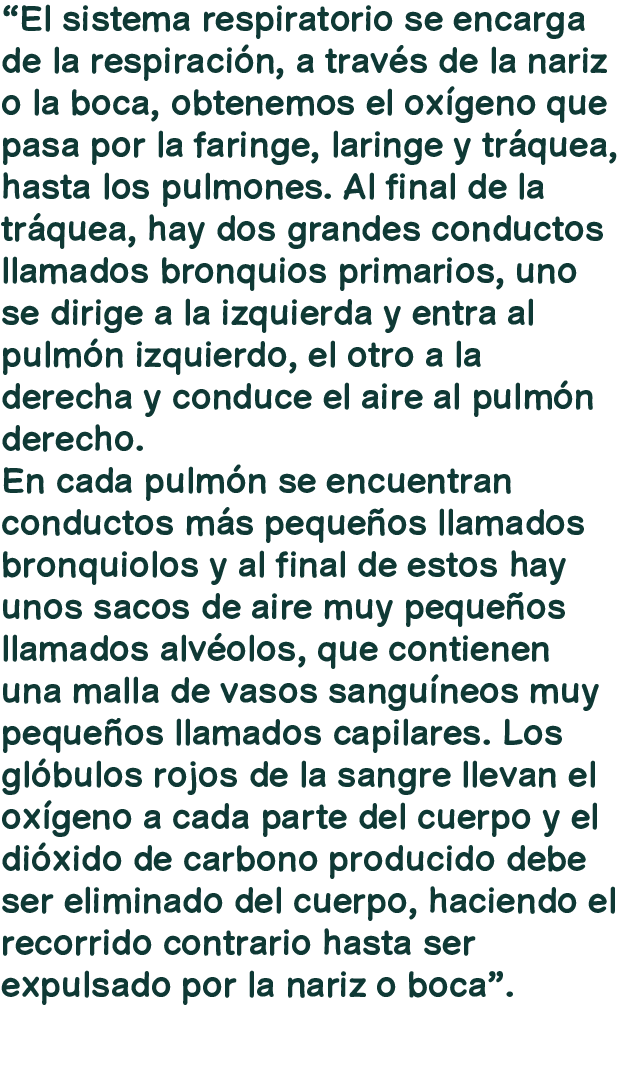 “El sistema respiratorio se encarga
de la respiración, a través de la nariz
o la boca, obtenemos el oxígeno que
pasa por la faringe, laringe y tráquea,
hasta los pulmones. Al final de la
tráquea, hay dos grandes conductos
llamados bronquios primarios, uno
se dirige a la izquierda y entra al
pulmón izquierdo, el otro a la
derecha y conduce el aire al pulmón
derecho.
En cada pulmón se encuentran
conductos más pequeños llamados
bronquiolos y al final de estos hay
unos sacos de aire muy pequeños
llamados alvéolos, que contienen
una malla de vasos sanguíneos muy
pequeños llamados capilares. Los
glóbulos rojos de la sangre llevan el
oxígeno a cada parte del cuerpo y el
dióxido de carbono producido debe
ser eliminado del cuerpo, haciendo el
recorrido contrario hasta ser
expulsado por la nariz o boca”.